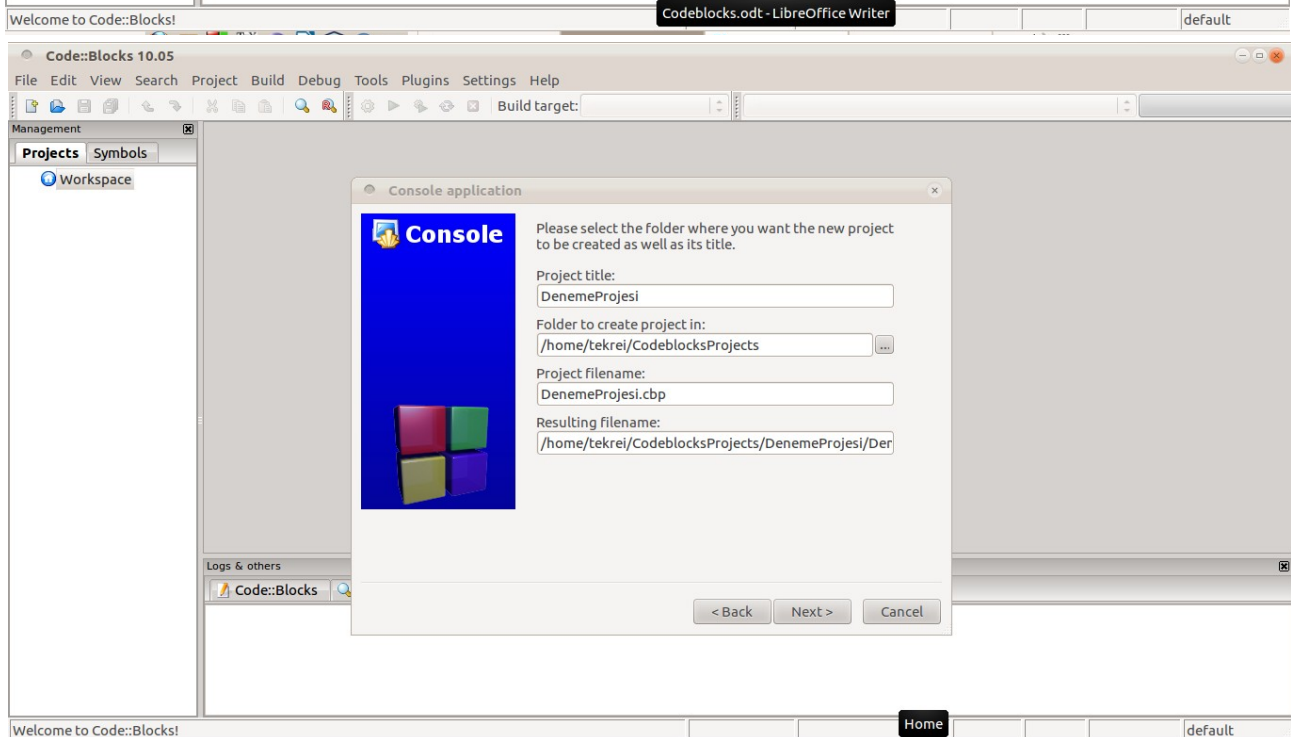 Welcome to Code::Blocks!
Codeblocks.odt - LibreOffice Writer
default
Code::Blocks 10.05
File Edit View Search Project Build Debug Tools Plugins Settings Help
Build target:
Management
Projects Symbols
Workspace
Console application
Console
Please select the folder where you want the new project
to be created as well as its title.
Project title:
DenemeProjesi
Folder to create project in:
/home/tekrei/CodeblocksProjects
...
Project filename:
DenemeProjesi.cbp
Resulting filename:
/home/tekrei/CodeblocksProjects/DenemeProjesi/Der
Logs & others
Code::Blocks
< Back Next > Cancel
Welcome to Code::Blocks!
Home
default